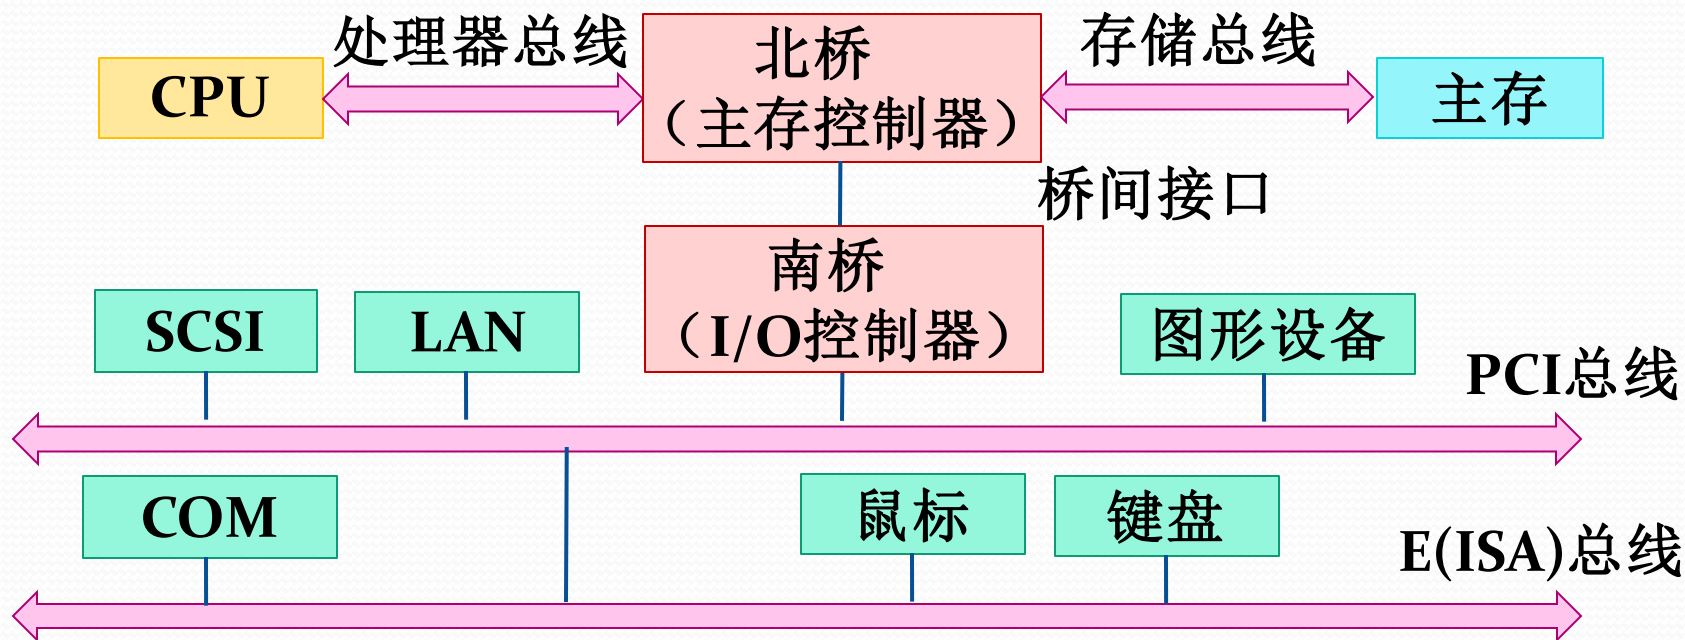 处理器总线
北桥
存储总线
CPU
（主存控制器）
主存
桥间接口
南桥
SCSI
LAN
（I/O控制器）
图形设备
PCI总线
COM
鼠标
键盘
E(ISA)总线